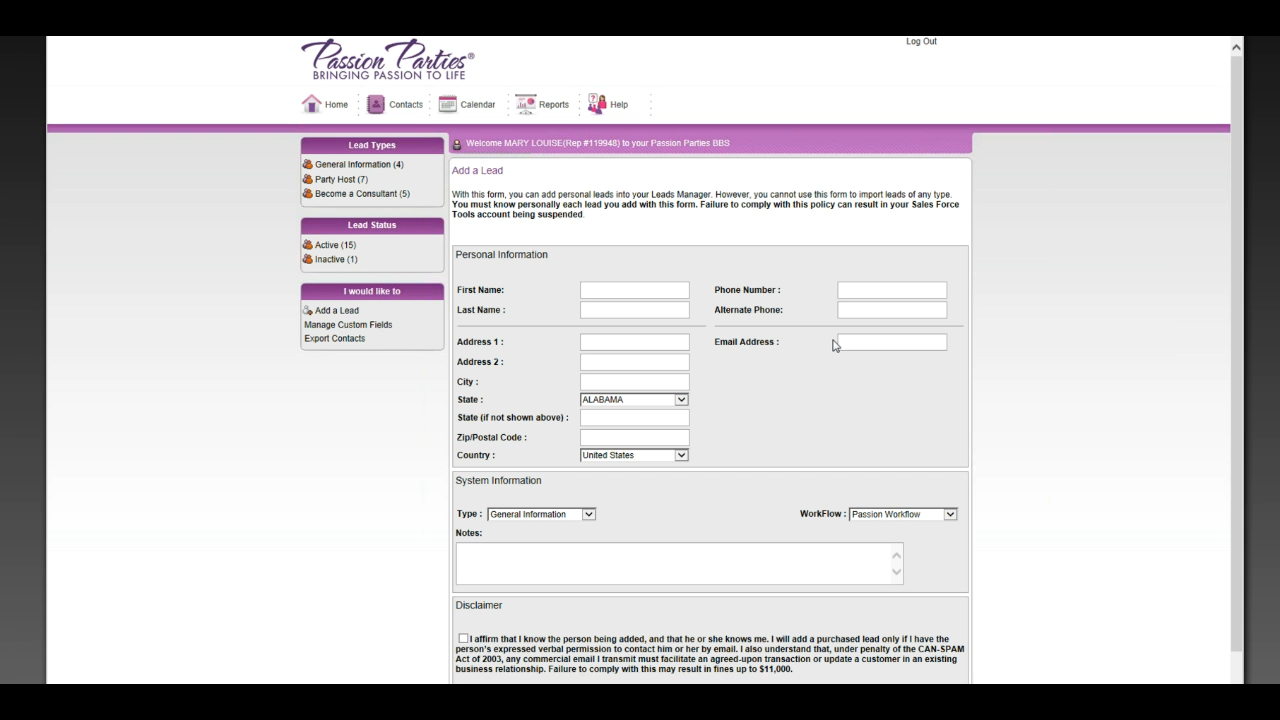 Log Out
Passion Parties®
BRINGING PASSION TO LIFE
Home Contacts Calendar Reports Help
Lead Types
General Information (4)
Party Host (7)
Become a Consultant (5)
Lead Status
Active (15)
Inactive (1)
I would like to
Add a Lead
Manage Custom Fields
Export Contacts
Welcome MARY LOUISE(Rep #119948) to your Passion Parties BBS
Add a Lead
With this form, you can add personal leads into your Leads Manager. However, you cannot use this form to import leads of any type.
You must know personally each lead you add with this form. Failure to comply with this policy can result in your Sales Force
Tools account being suspended.
Personal Information
First Name: Phone Number :
Last Name : Alternate Phone:
Address 1 : Email Address :
Address 2 :
City :
State : ALABAMA
State (if not shown above) :
Zip/Postal Code :
Country : United States
System Information
Type : General Information WorkFlow : Passion Workflow
Notes:
Disclaimer
I affirm that I know the person being added, and that he or she knows me. I will add a purchased lead only if I have the
person's expressed verbal permission to contact him or her by email. I also understand that, under penalty of the CAN-SPAM
Act of 2003, any commercial email I transmit must facilitate an agreed-upon transaction or update a customer in an existing
business relationship. Failure to comply with this may result in fines up to $11,000.